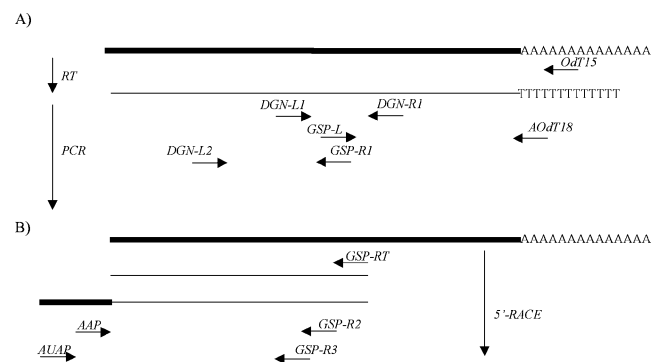 A)
AAAAAAAAAAAAAA
OdT15
RT
TTTTTTTTTTTTT
DGN-L1
DGN-R1
GSP-L
AOdT18
PCR
DGN-L2
GSP-R1
B)
AAAAAAAAAAAAAA
GSP-RT
5’-RACE
AAP
GSP-R2
AUAP
GSP-R3